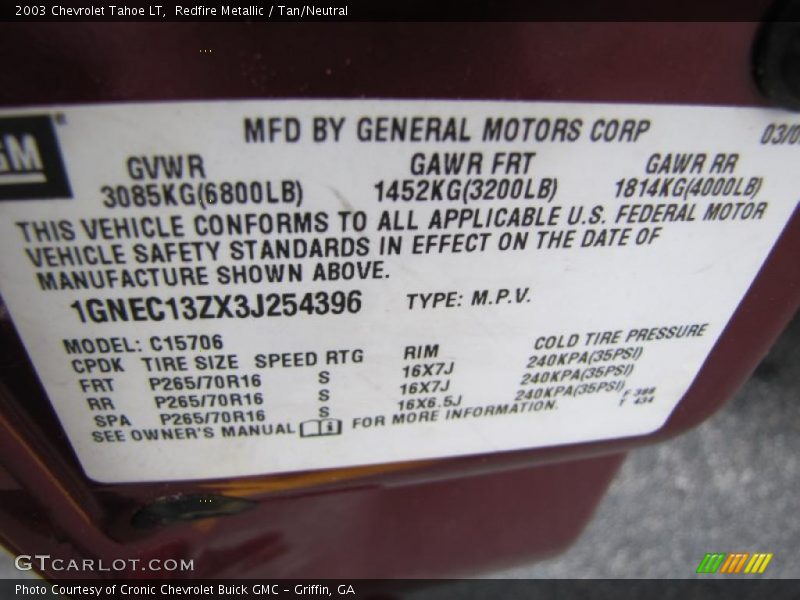 2003 Chevrolet Tahoe LT,  Redfire Metallic / Tan/Neutral
GM
MFD BY GENERAL MOTORS CORP
GVWR GAWR FRT GAWR RR
3085KG(6800LB) 1452KG(3200LB) 1814KG(4000LB)
THIS VEHICLE CONFORMS TO ALL APPLICABLE U.S. FEDERAL MOTOR
VEHICLE SAFETY STANDARDS IN EFFECT ON THE DATE OF
MANUFACTURE SHOWN ABOVE.
1GNEC13ZX3J254396 TYPE: M.P.V.
MODEL: C15706
CPDK TIRE SIZE SPEED RTG RIM COLD TIRE PRESSURE
FRT P265/70R16 S 16X7J 240KPA(35PSI)
RR P265/70R16 S 16X7J 240KPA(35PSI)
SPA P265/70R16 S 16X6.5J 240KPA(35PSI)
SEE OWNER'S MANUAL FOR MORE INFORMATION.
GTCARLOT.COM
Photo Courtesy of Cronic Chevrolet Buick GMC – Griffin, GA